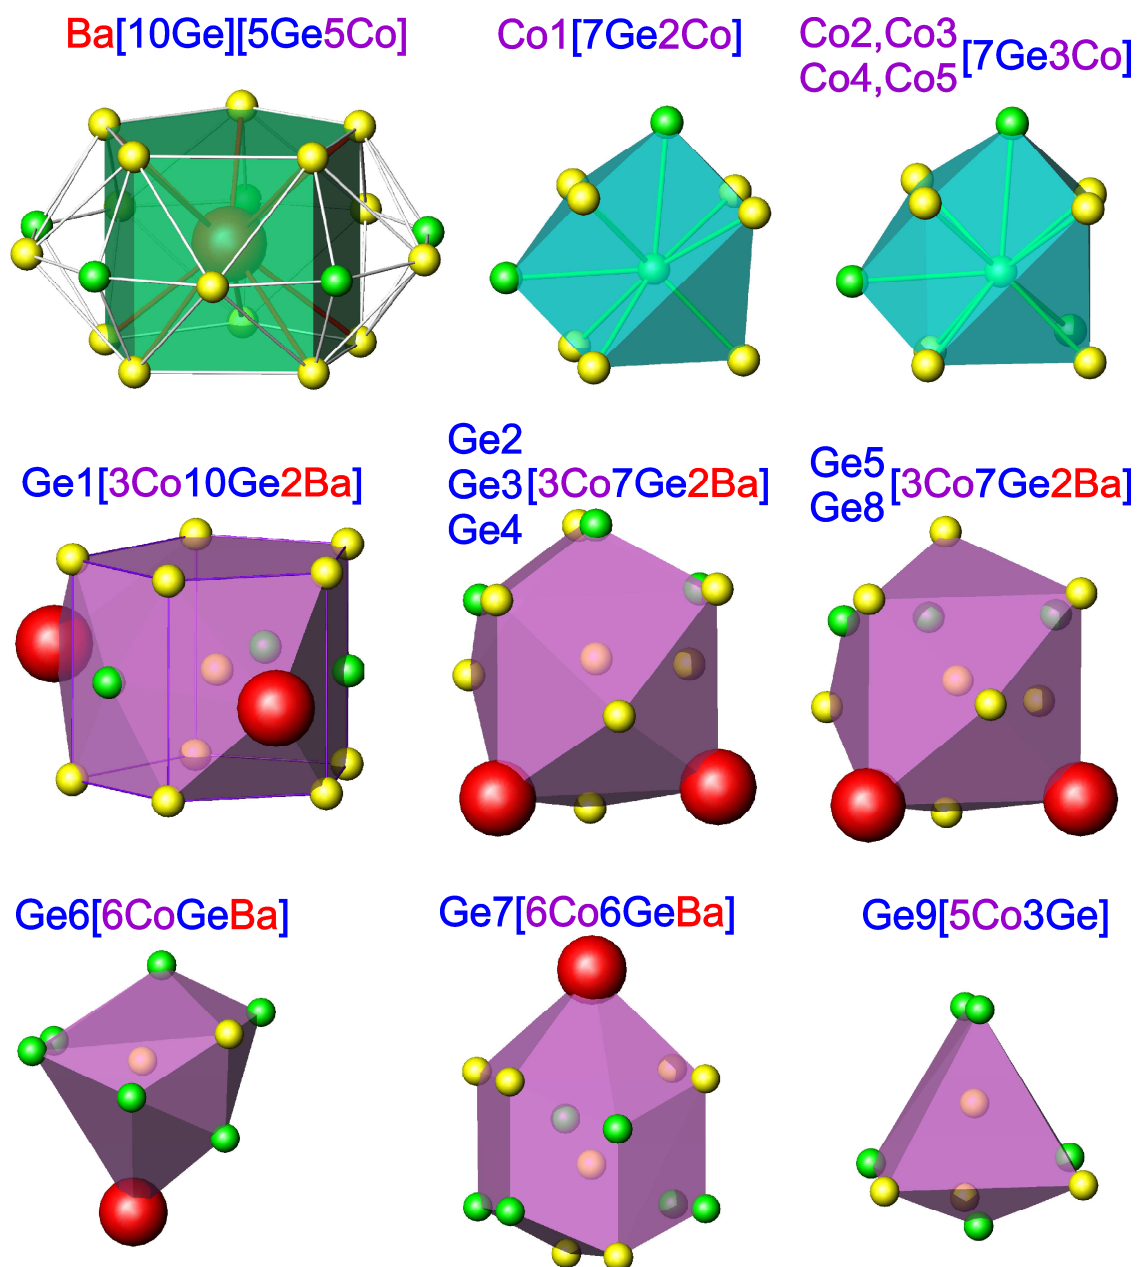 Ba[10Ge][5Ge5Co]
Co1[7Ge2Co]
Co2,Co3
Co4,Co5
[7Ge3Co]
Ge1[3Co10Ge2Ba]
Ge2
Ge3[3Co7Ge2Ba]
Ge4
Ge5
Ge8
[3Co7Ge2Ba]
Ge6[6CoGeBa]
Ge7[6Co6GeBa]
Ge9[5Co3Ge]